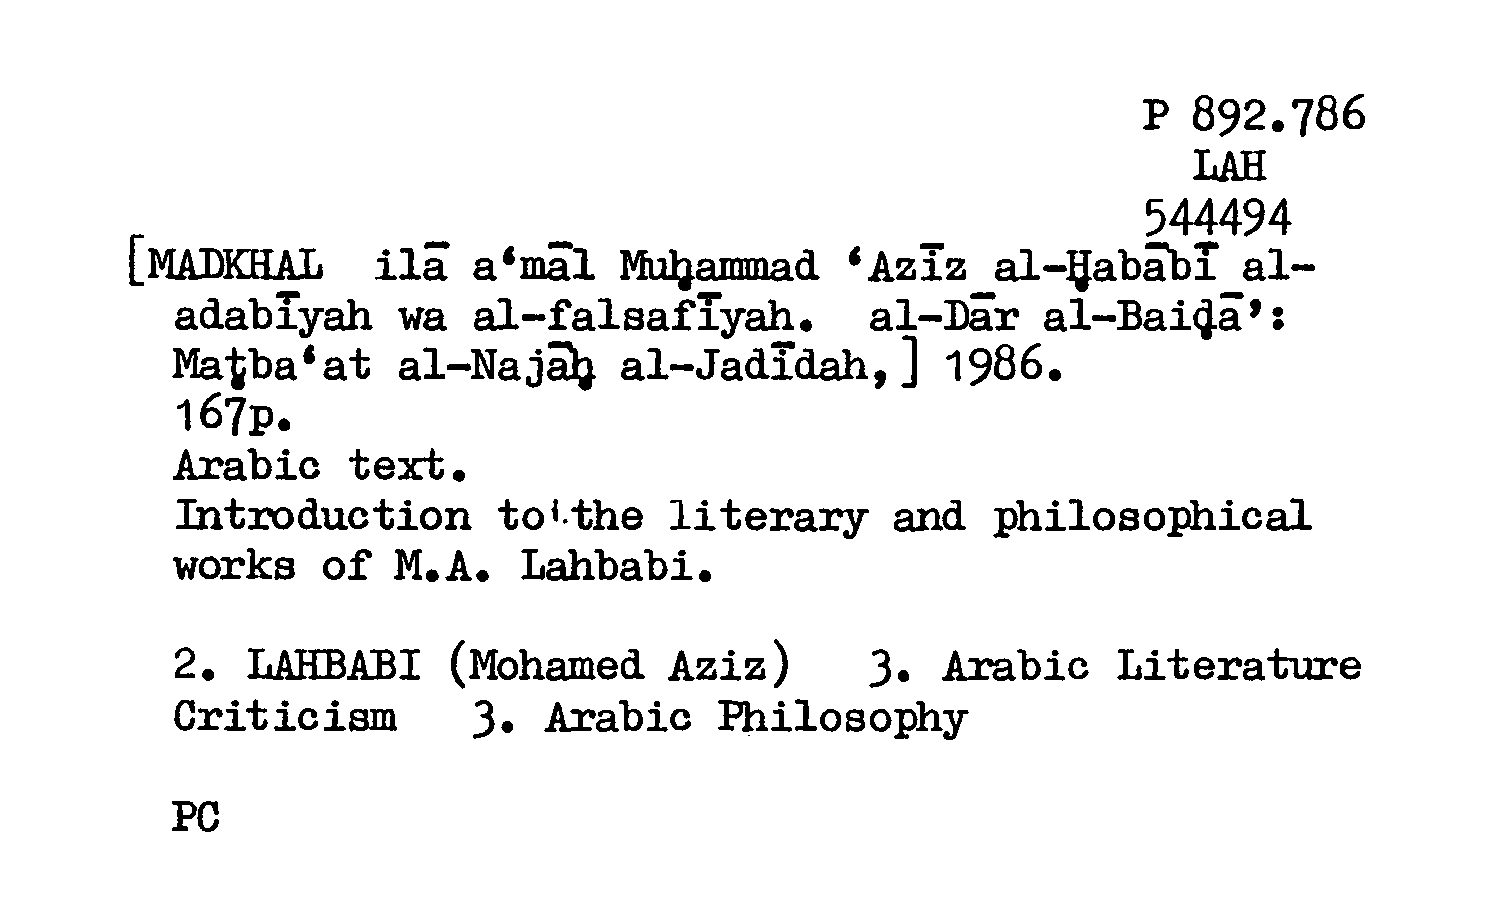 P 892.786
LAH
544494
[MADKHAL ilā a‘māl Muḥammad ‘Azīz al-Ḥabābī al-
adabīyah wa al-falsafīyah. al-Dār al-Baiḍā’:
Maṭba‘at al-Najāḥ al-Jadīdah,] 1986.
167p.
Arabic text.
Introduction to the literary and philosophical
works of M.A. Lahbabi.
2. LAHBABI (Mohamed Aziz) 3. Arabic Literature
Criticism 3. Arabic Philosophy
PC